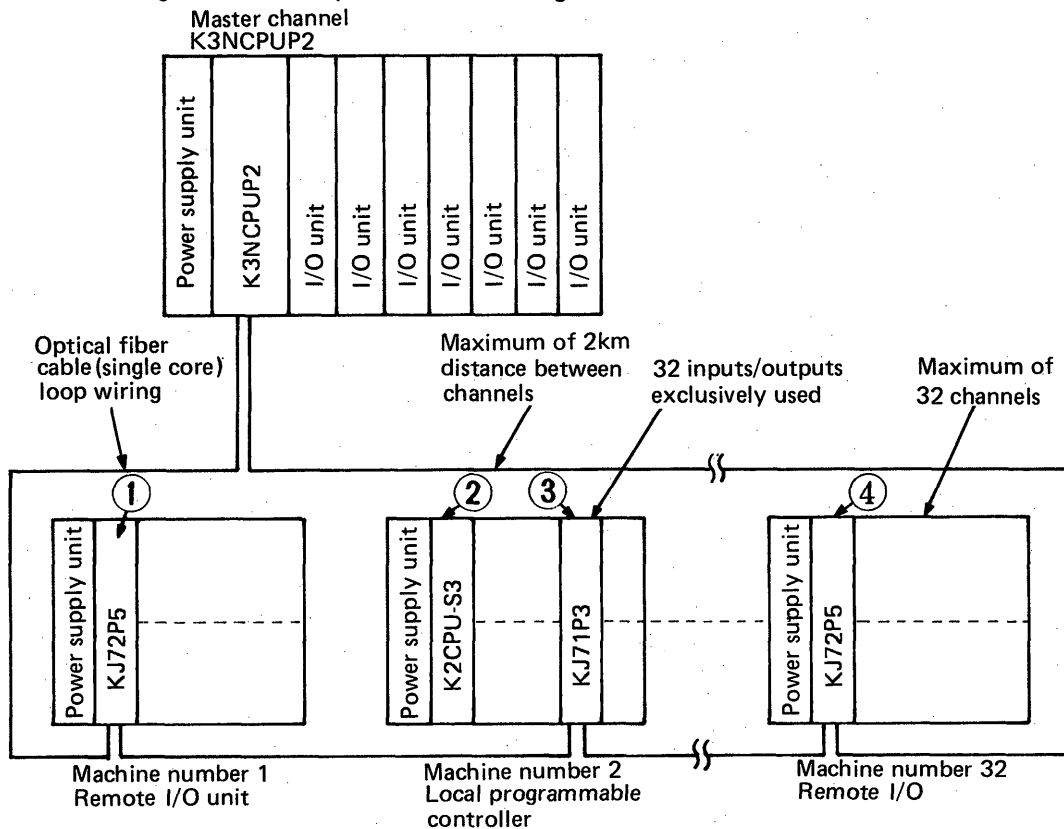 Master channel
K3NCPUP2
Power supply unit
K3NCPUP2
I/O unit
I/O unit
I/O unit
I/O unit
I/O unit
I/O unit
I/O unit
Optical fiber
cable (single core)
loop wiring
Maximum of 2km
distance between
channels
32 inputs/outputs
exclusively used
Maximum of
32 channels
1
2
3
4
Power supply unit
KJ72P5
Power supply unit
K2CPU-S3
KJ71P3
Power supply unit
KJ72P5
Machine number 1
Remote I/O unit
Machine number 2
Local programmable
controller
Machine number 32
Remote I/O